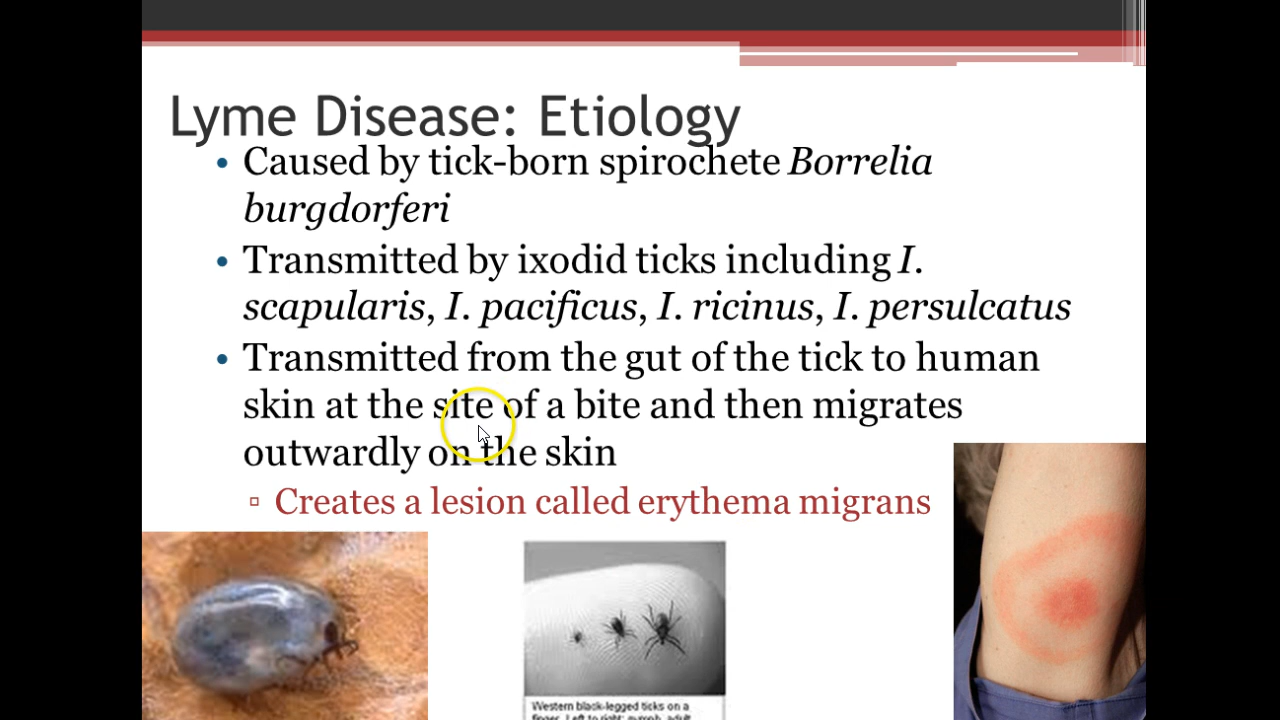 Lyme Disease: Etiology
• Caused by tick-born spirochete Borrelia
burgdorferi
• Transmitted by ixodid ticks including I.
scapularis, I. pacificus, I. ricinus, I. persulcatus
• Transmitted from the gut of the tick to human
skin at the site of a bite and then migrates
outwardly on the skin
▫ Creates a lesion called erythema migrans
Western black-legged ticks on a
finger. Left to right: nymph, adult